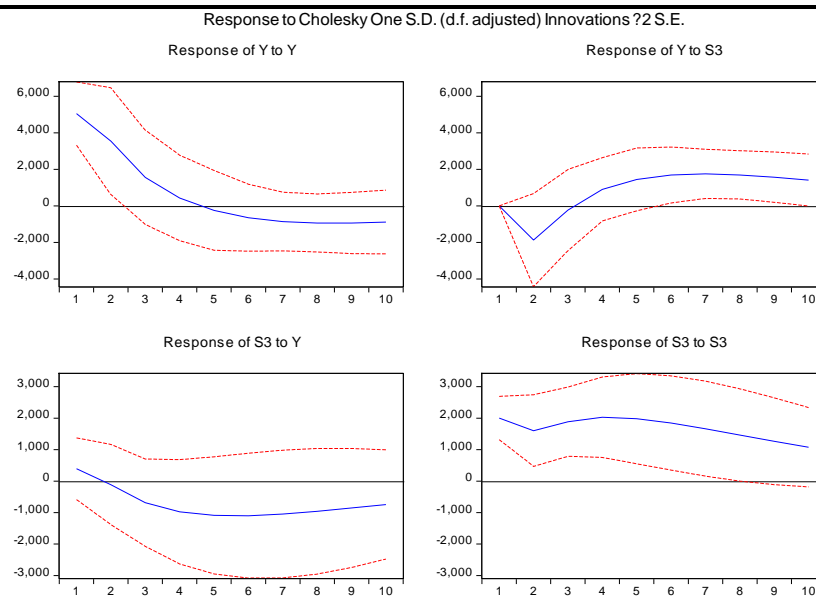 Response to Cholesky One S.D. (d.f. adjusted) Innovations ?2 S.E.
Response of Y to Y
6,000
4,000
2,000
0
-2,000
-4,000
1 2 3 4 5 6 7 8 9 10
Response of Y to S3
6,000
4,000
2,000
0
-2,000
-4,000
1 2 3 4 5 6 7 8 9 10
Response of S3 to Y
3,000
2,000
1,000
0
-1,000
-2,000
-3,000
1 2 3 4 5 6 7 8 9 10
Response of S3 to S3
3,000
2,000
1,000
0
-1,000
-2,000
-3,000
1 2 3 4 5 6 7 8 9 10